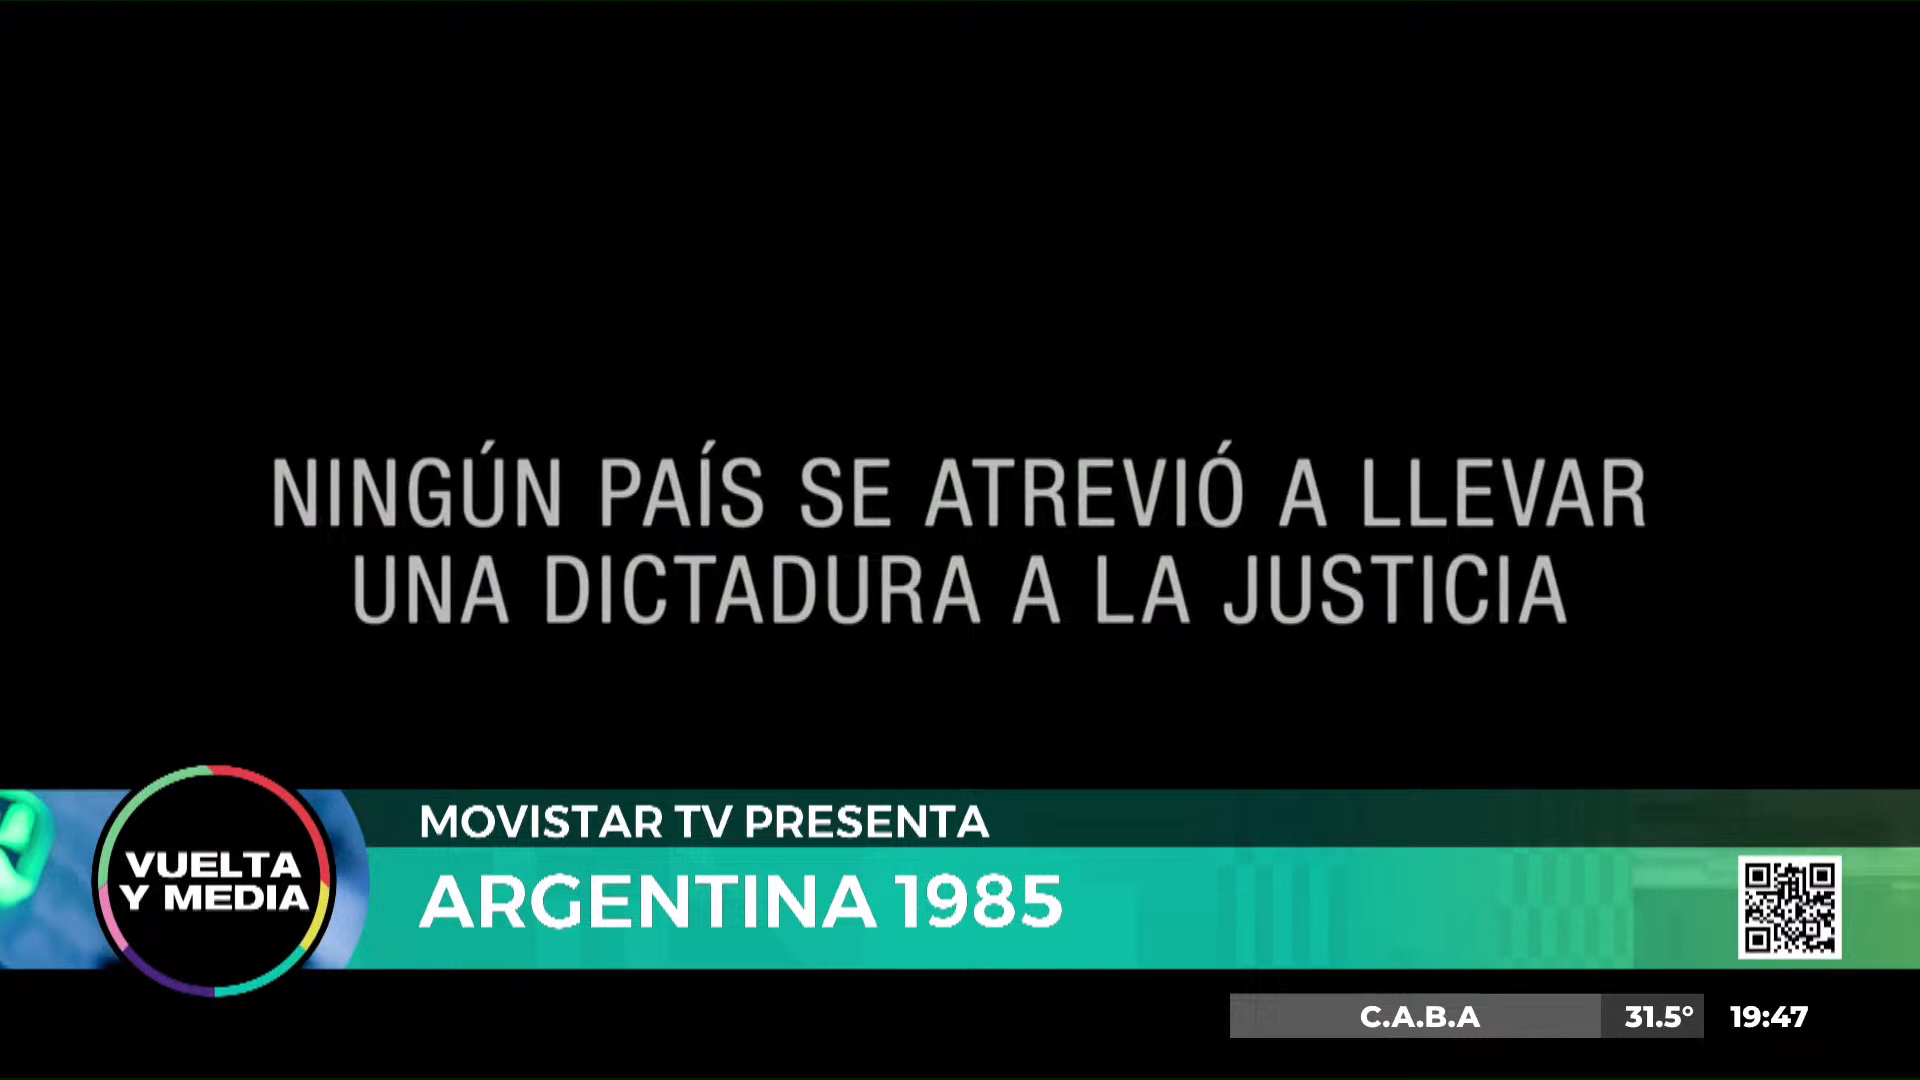 NINGÚN PAÍS SE ATREVIÓ A LLEVAR
UNA DICTADURA A LA JUSTICIA
MOVISTAR TV PRESENTA
VUELTA
Y MEDIA
ARGENTINA 1985
C.A.B.A
31.5°
19:47